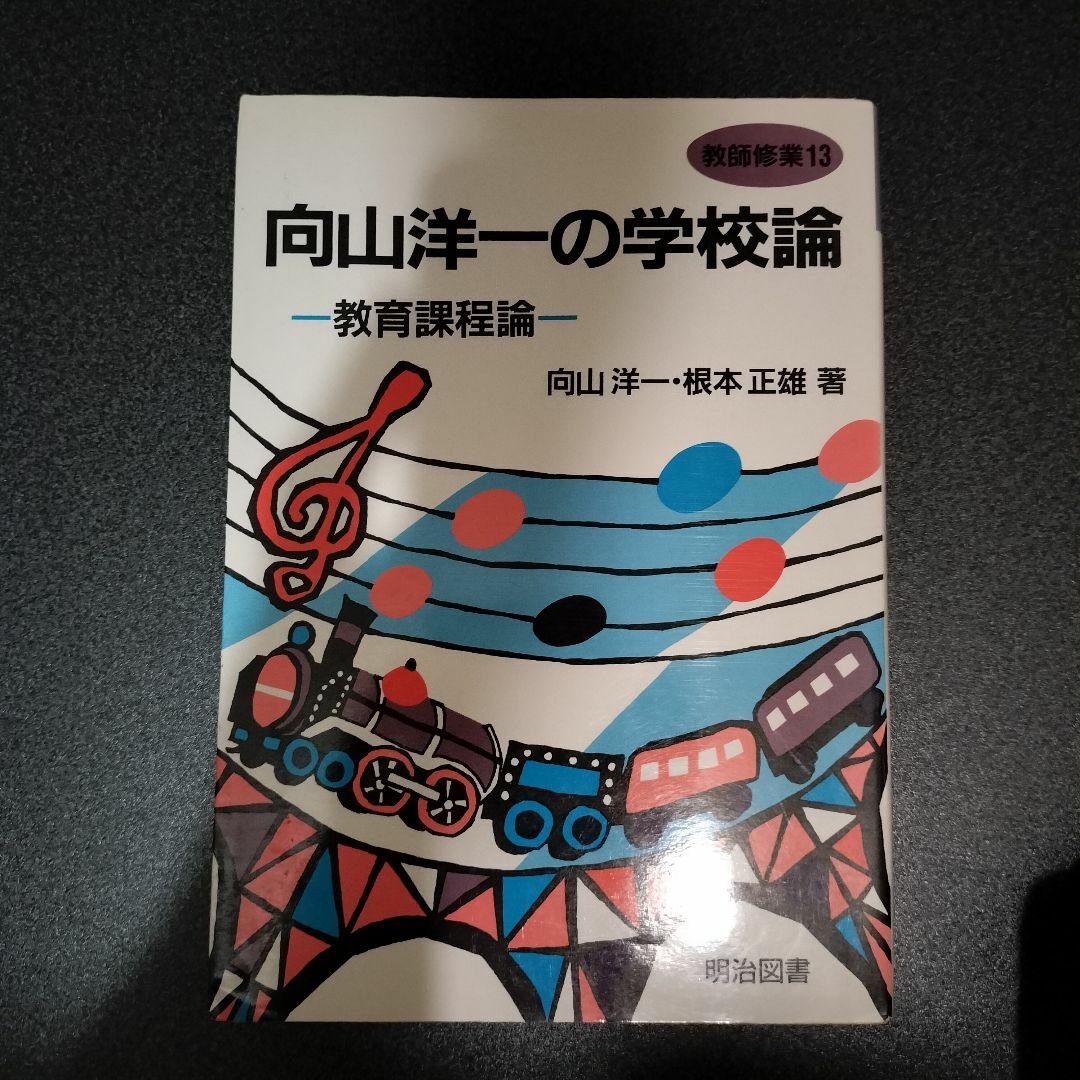 教師修業13
向山洋一の学校論
―教育課程論―
向山 洋一・根本 正雄 著
明治図書